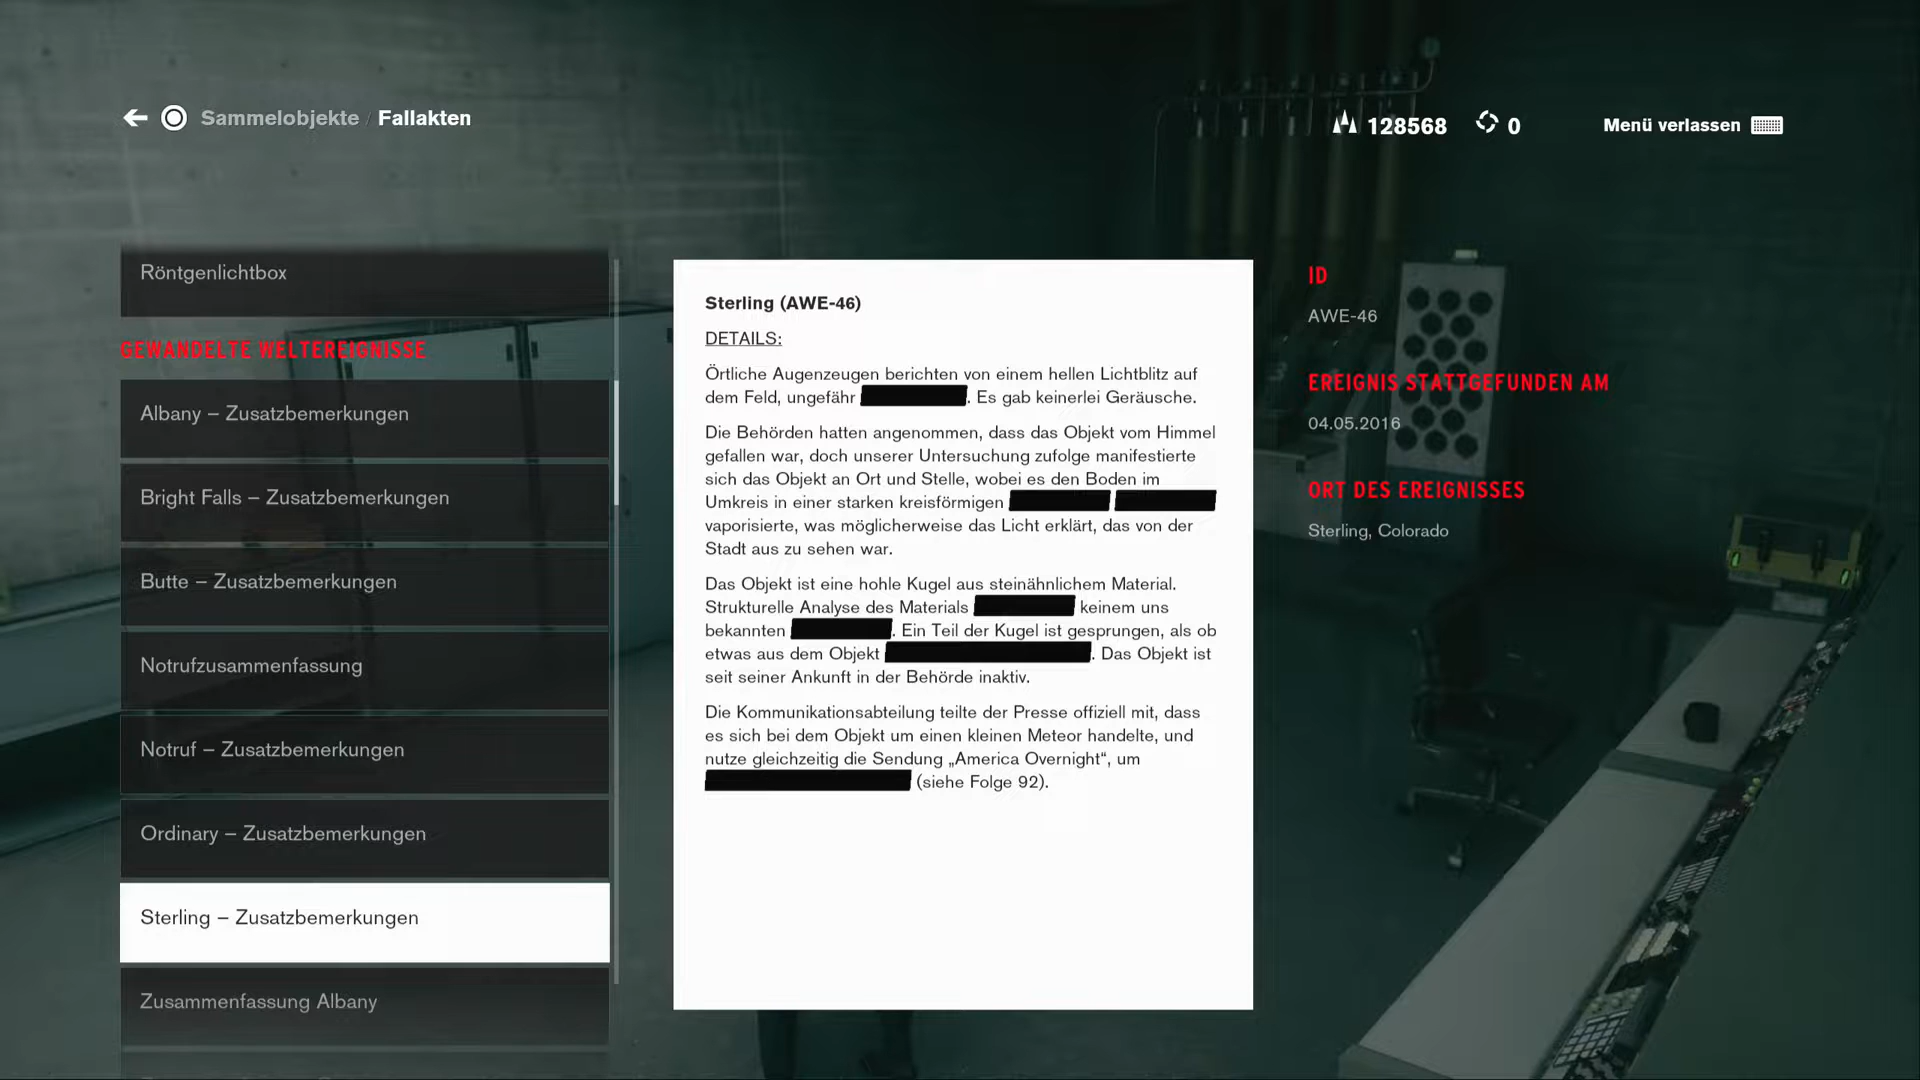 Sammelobjekte / Fallakten
128568
0
Menü verlassen
Röntgenlichtbox
GEWANDELTE WELTEREIGNISSE
Albany – Zusatzbemerkungen
Bright Falls – Zusatzbemerkungen
Butte – Zusatzbemerkungen
Notrufzusammenfassung
Notruf – Zusatzbemerkungen
Ordinary – Zusatzbemerkungen
Sterling – Zusatzbemerkungen
Zusammenfassung Albany
Sterling (AWE-46)
DETAILS:
Örtliche Augenzeugen berichten von einem hellen Lichtblitz auf
dem Feld, ungefähr . Es gab keinerlei Geräusche.
Die Behörden hatten angenommen, dass das Objekt vom Himmel
gefallen war, doch unserer Untersuchung zufolge manifestierte
sich das Objekt an Ort und Stelle, wobei es den Boden im
Umkreis in einer starken kreisförmigen
vaporisierte, was möglicherweise das Licht erklärt, das von der
Stadt aus zu sehen war.
Das Objekt ist eine hohle Kugel aus steinähnlichem Material.
Strukturelle Analyse des Materials keinem uns
bekannten . Ein Teil der Kugel ist gesprungen, als ob
etwas aus dem Objekt . Das Objekt ist
seit seiner Ankunft in der Behörde inaktiv.
Die Kommunikationsabteilung teilte der Presse offiziell mit, dass
es sich bei dem Objekt um einen kleinen Meteor handelte, und
nutze gleichzeitig die Sendung „America Overnight“, um
(siehe Folge 92).
ID
AWE-46
EREIGNIS STATTGEFUNDEN AM
04.05.2016
ORT DES EREIGNISSES
Sterling, Colorado